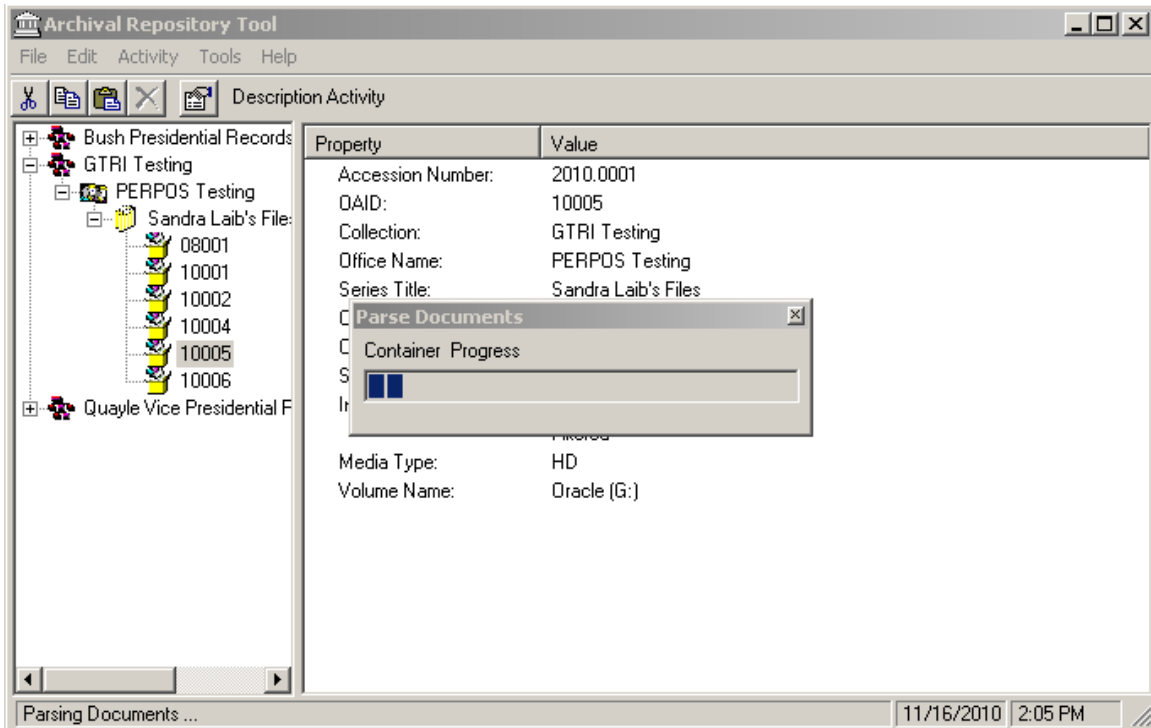 Archival Repository Tool
File Edit Activity Tools Help
Description Activity
Bush Presidential Records
GTRI Testing
PERPOS Testing
Sandra Laib's File
08001
10001
10002
10004
10005
10006
Quayle Vice Presidential F
Property Value
Accession Number: 2010.0001
OAID: 10005
Collection: GTRI Testing
Office Name: PERPOS Testing
Series Title: Sandra Laib's Files
Parse Documents
Container Progress
Media Type: HD
Volume Name: Oracle (G:)
Parsing Documents ...
11/16/2010 2:05 PM